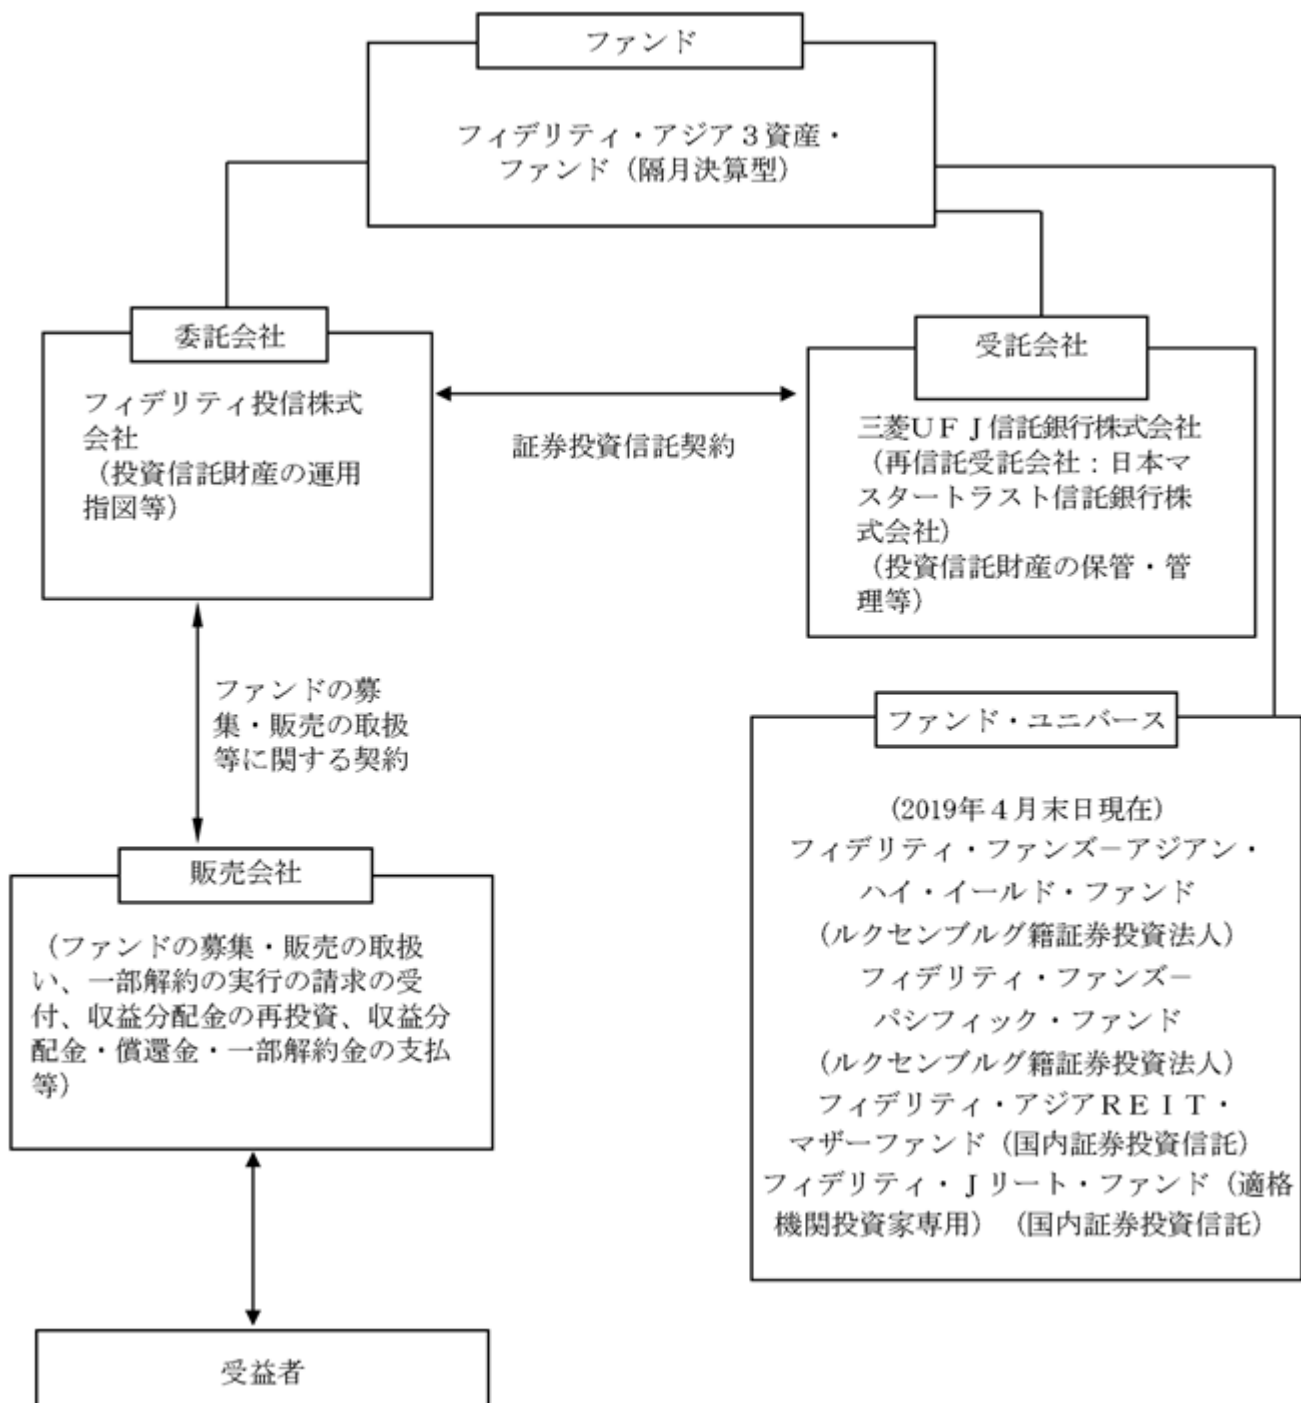 ファンド
フィデリティ・アジア３資産・
ファンド（隔月決算型）
委託会社
フィデリティ投信株式
会社
（投資信託財産の運用
指図等）
証券投資信託契約
受託会社
三菱ＵＦＪ信託銀行株式会社
（再信託受託会社：日本マ
スタートラスト信託銀行株
式会社）
（投資信託財産の保管・管
理等）
ファンドの募
集・販売の取扱
等に関する契約
ファンド・ユニバース
（2019年４月末日現在）
フィデリティ・ファンズ－アジアン・
ハイ・イールド・ファンド
（ルクセンブルグ籍証券投資法人）
フィデリティ・ファンズ－
パシフィック・ファンド
（ルクセンブルグ籍証券投資法人）
フィデリティ・アジアＲＥＩＴ・
マザーファンド（国内証券投資信託）
フィデリティ・Ｊリート・ファンド（適格
機関投資家専用）（国内証券投資信託）
販売会社
（ファンドの募集・販売の取扱
い、一部解約の実行の請求の受
付、収益分配金の再投資、収益分
配金・償還金・一部解約金の支払
等）
受益者